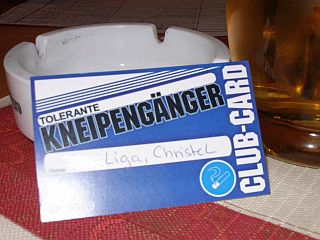 TOLERANTE
KNEIPENGÄNGER
Liga, Christel
CLUB-CARD